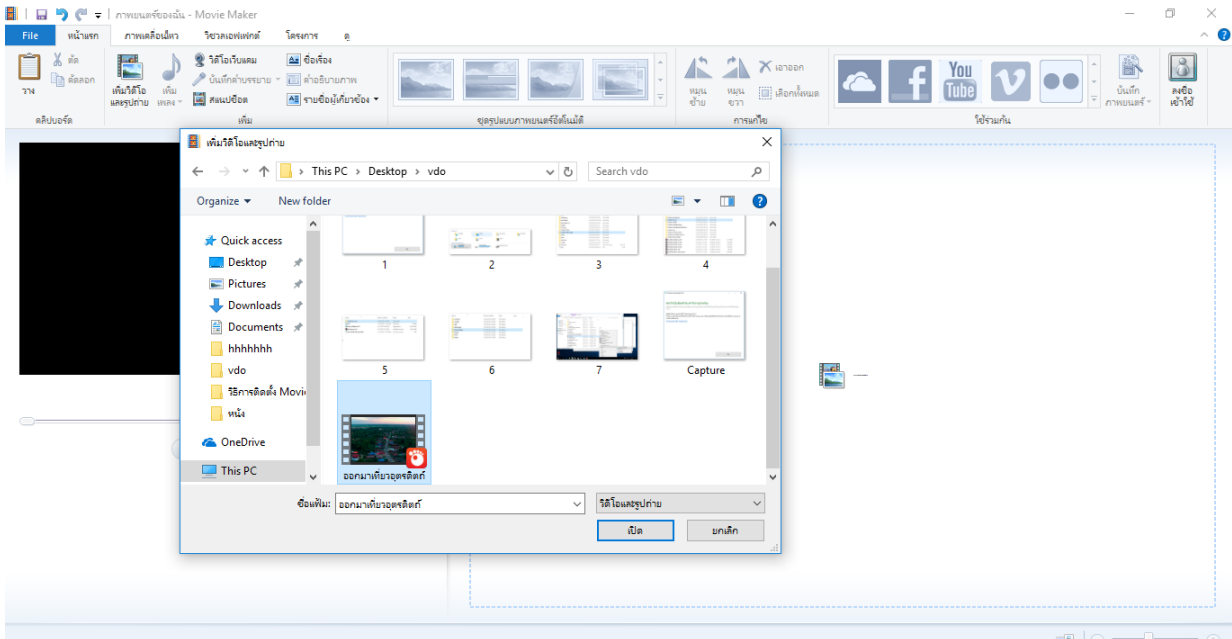 ภาพยนตร์ของฉัน - Movie Maker
File หน้าแรก ภาพเคลื่อนไหว วิชวลเอฟเฟกต์ โครงการ ดู
วาง
ตัด
คัดลอก
คลิปบอร์ด
เพิ่มวิดีโอ
และรูปถ่าย
เพิ่ม
เพลง
วิดีโอเว็บแคม
บันทึกคำบรรยาย
สแนปช็อต
ชื่อเรื่อง
คำอธิบายภาพ
รายชื่อผู้เกี่ยวข้อง
เพิ่ม
ชุดรูปแบบภาพยนตร์อัตโนมัติ
หมุน
ซ้าย
หมุน
ขวา
เอาออก
เลือกทั้งหมด
การแก้ไข
f
You
Tube
V
ใช้ร่วมกัน
บันทึก
ภาพยนตร์
ลงชื่อ
เข้าใช้
เพิ่มวิดีโอและรูปถ่าย
This PC > Desktop > vdo
Search vdo
Organize
New folder
Quick access
Desktop
Pictures
Downloads
Documents
hhhhhhh
vdo
วิธีการติดตั้ง Movie
หนัง
OneDrive
This PC
1 2 3 4
5 6 7 Capture
ออกมาเที่ยวอุตรดิตถ์
ชื่อแฟ้ม: ออกมาเที่ยวอุตรดิตถ์
วิดีโอและรูปถ่าย
เปิด
ยกเลิก